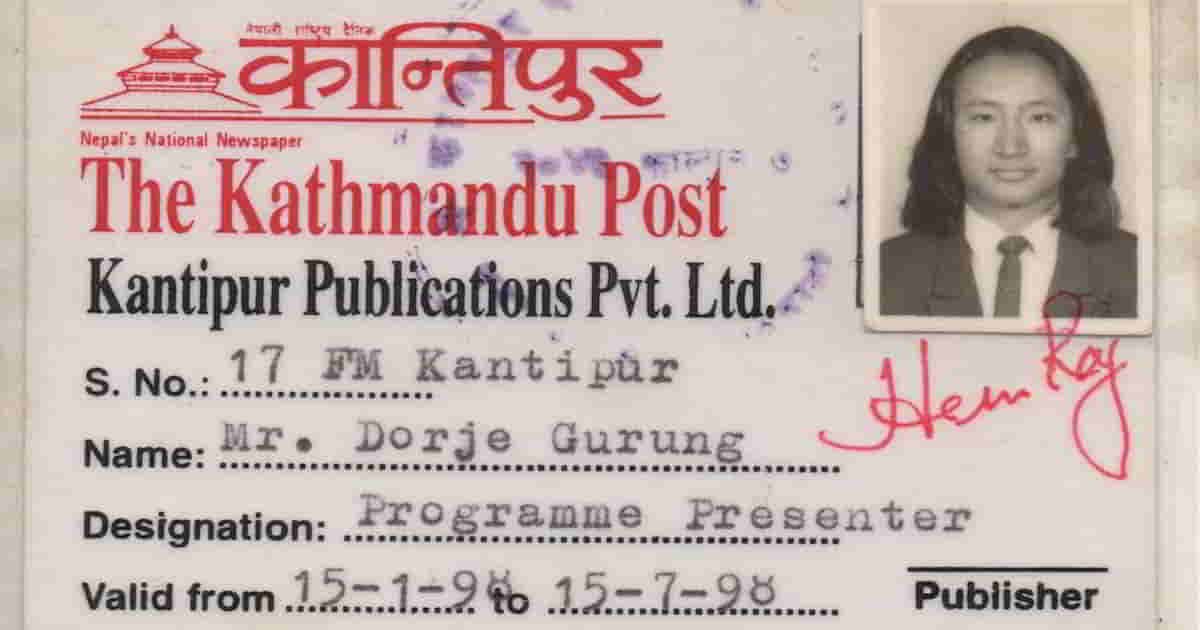 नेपाली राष्ट्रिय दैनिक
कान्तिपुर
Nepal's National Newspaper
The Kathmandu Post
Kantipur Publications Pvt. Ltd.
S. No.: 17 FM Kantipur
Name: Mr. Dorje Gurung
Designation: Programme Presenter
Valid from 15-1-98 to 15-7-98
Hem Raj
Publisher